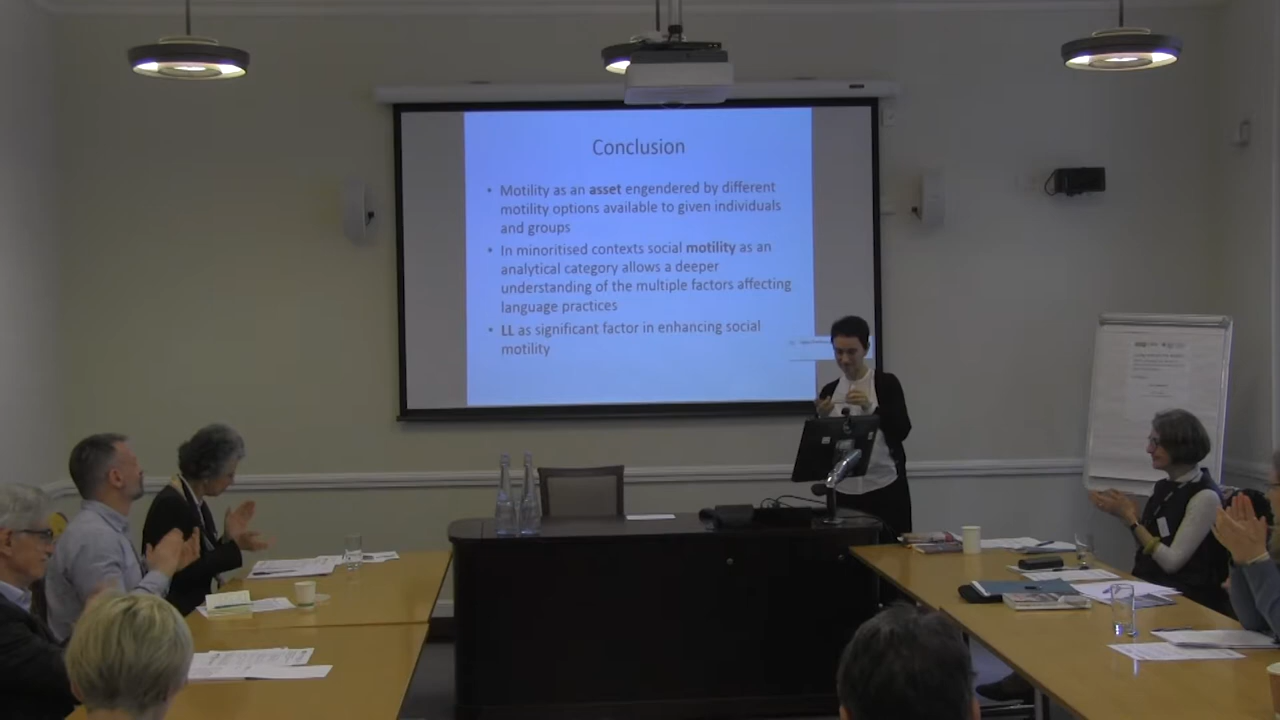 Conclusion
• Motility as an asset engendered by different
motility options available to given individuals
and groups
• In minoritised contexts social motility as an
analytical category allows a deeper
understanding of the multiple factors affecting
language practices
• LL as significant factor in enhancing social
motility